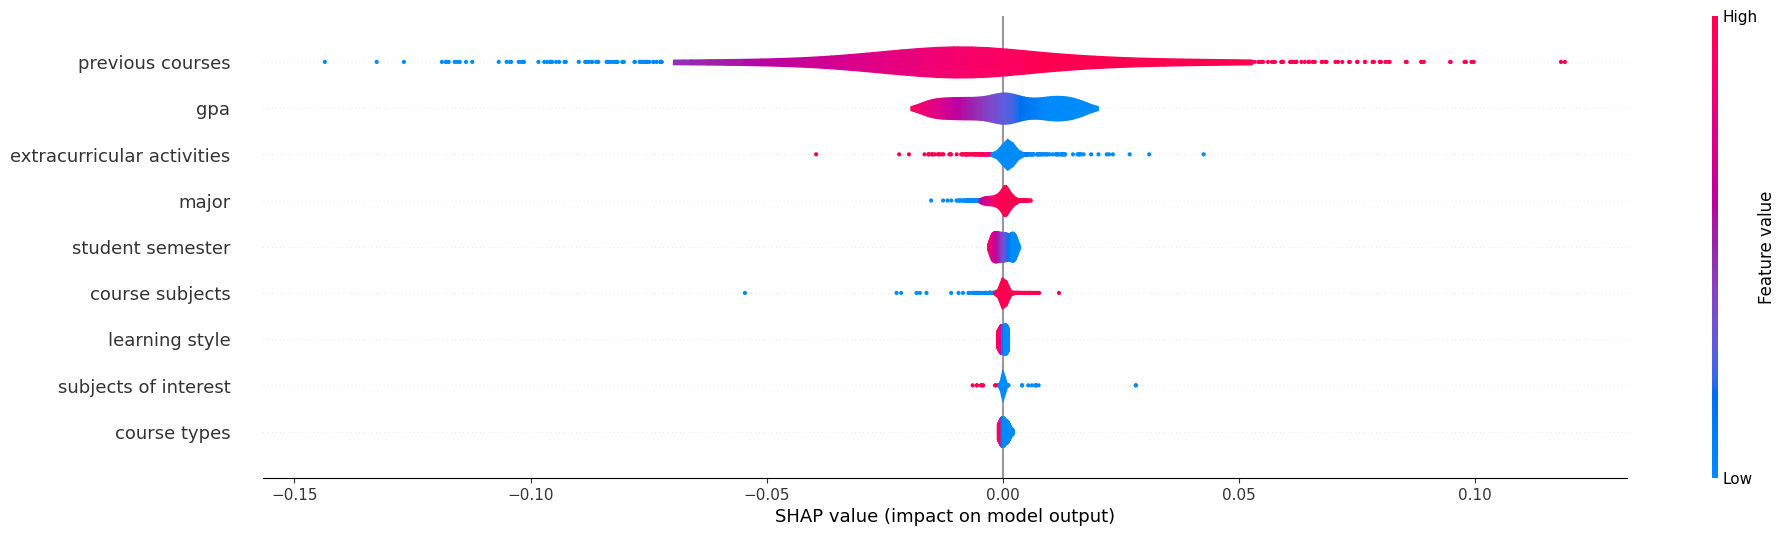 High
previous courses
gpa
extracurricular activities
major
student semester
course subjects
learning style
subjects of interest
course types
Feature value
Low
−0.15 −0.10 −0.05 0.00 0.05 0.10
SHAP value (impact on model output)